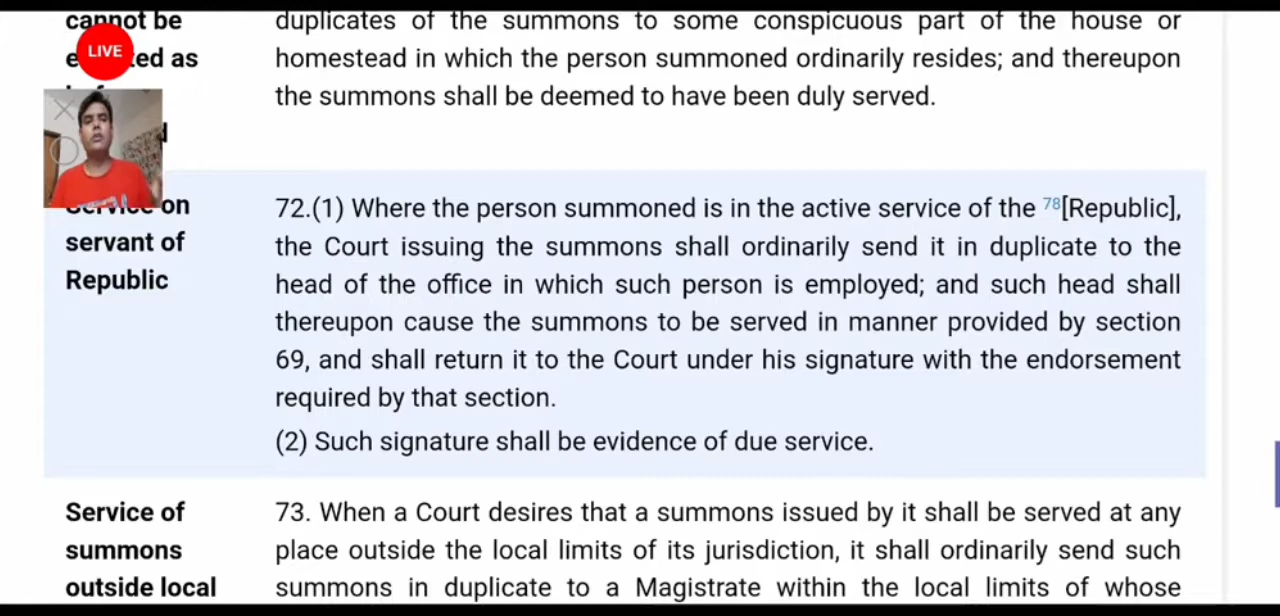 cannot be
duplicates of the summons to some conspicuous part of the house or
LIVE
ted as
homestead in which the person summoned ordinarily resides; and thereupon
the summons shall be deemed to have been duly served.
Service on
servant of
Republic
72.(1) Where the person summoned is in the active service of the 78[Republic],
the Court issuing the summons shall ordinarily send it in duplicate to the
head of the office in which such person is employed; and such head shall
thereupon cause the summons to be served in manner provided by section
69, and shall return it to the Court under his signature with the endorsement
required by that section.
(2) Such signature shall be evidence of due service.
Service of
summons
outside local
73. When a Court desires that a summons issued by it shall be served at any
place outside the local limits of its jurisdiction, it shall ordinarily send such
summons in duplicate to a Magistrate within the local limits of whose